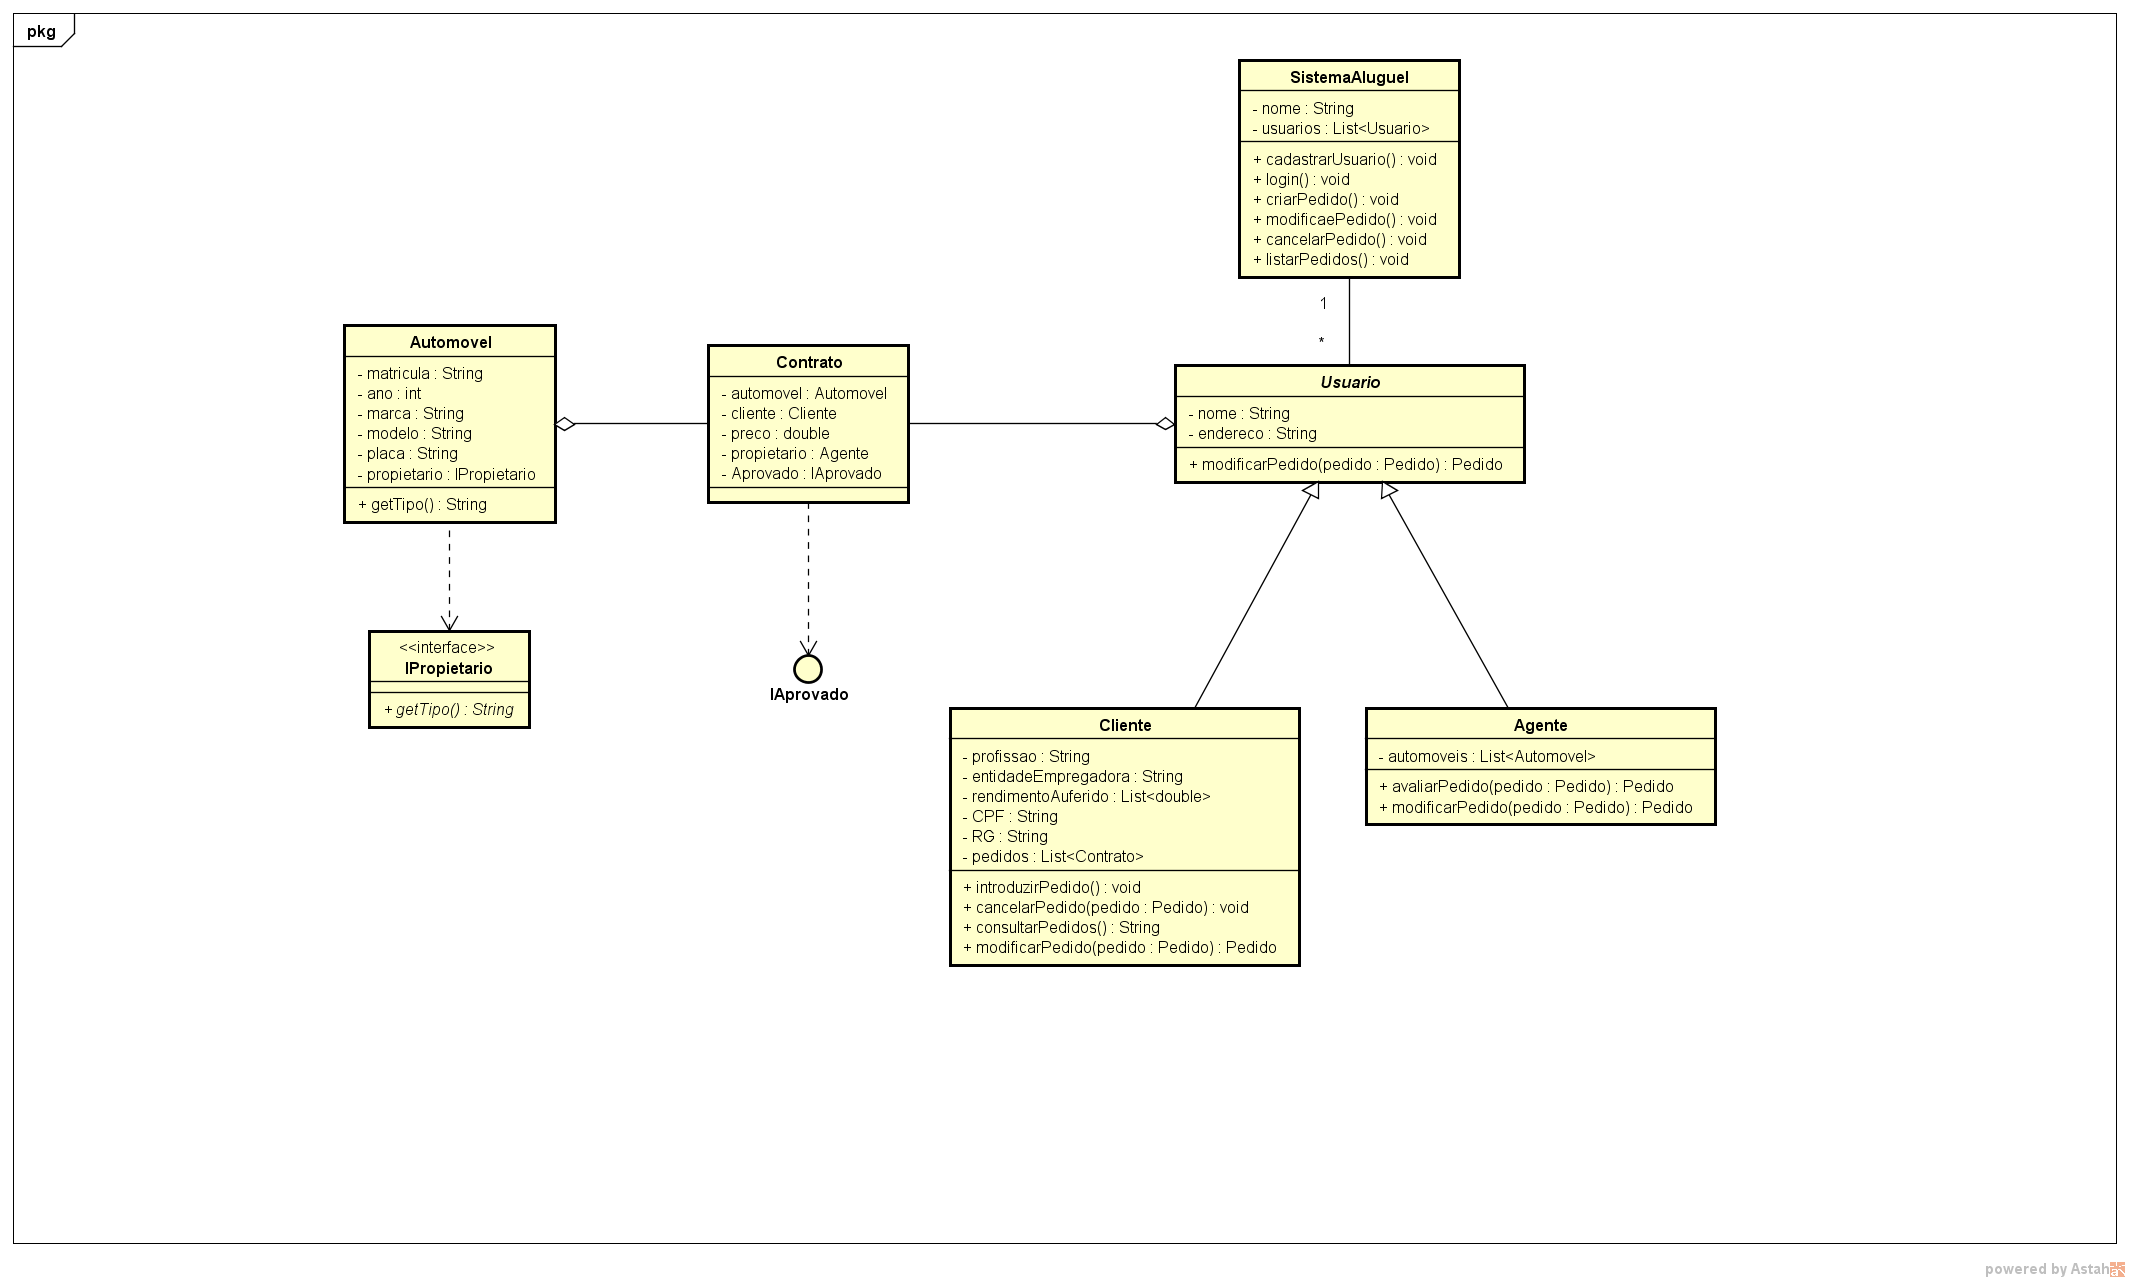 pkg
SistemaAluguel
- nome : String
- usuarios : List<Usuario>
+ cadastrarUsuario() : void
+ login() : void
+ criarPedido() : void
+ modificaePedido() : void
+ cancelarPedido() : void
+ listarPedidos() : void
1
*
Automovel
- matricula : String
- ano : int
- marca : String
- modelo : String
- placa : String
- propietario : IPropietario
+ getTipo() : String
Contrato
- automovel : Automovel
- cliente : Cliente
- preco : double
- propietario : Agente
- Aprovado : IAprovado
Usuario
- nome : String
- endereco : String
+ modificarPedido(pedido : Pedido) : Pedido
<<interface>>
IPropietario
+ getTipo() : String
IAprovado
Cliente
- profissao : String
- entidadeEmpregadora : String
- rendimentoAuferido : List<double>
- CPF : String
- RG : String
- pedidos : List<Contrato>
+ introduzirPedido() : void
+ cancelarPedido(pedido : Pedido) : void
+ consultarPedidos() : String
+ modificarPedido(pedido : Pedido) : Pedido
Agente
- automoveis : List<Automovel>
+ avaliarPedido(pedido : Pedido) : Pedido
+ modificarPedido(pedido : Pedido) : Pedido
powered by Astah